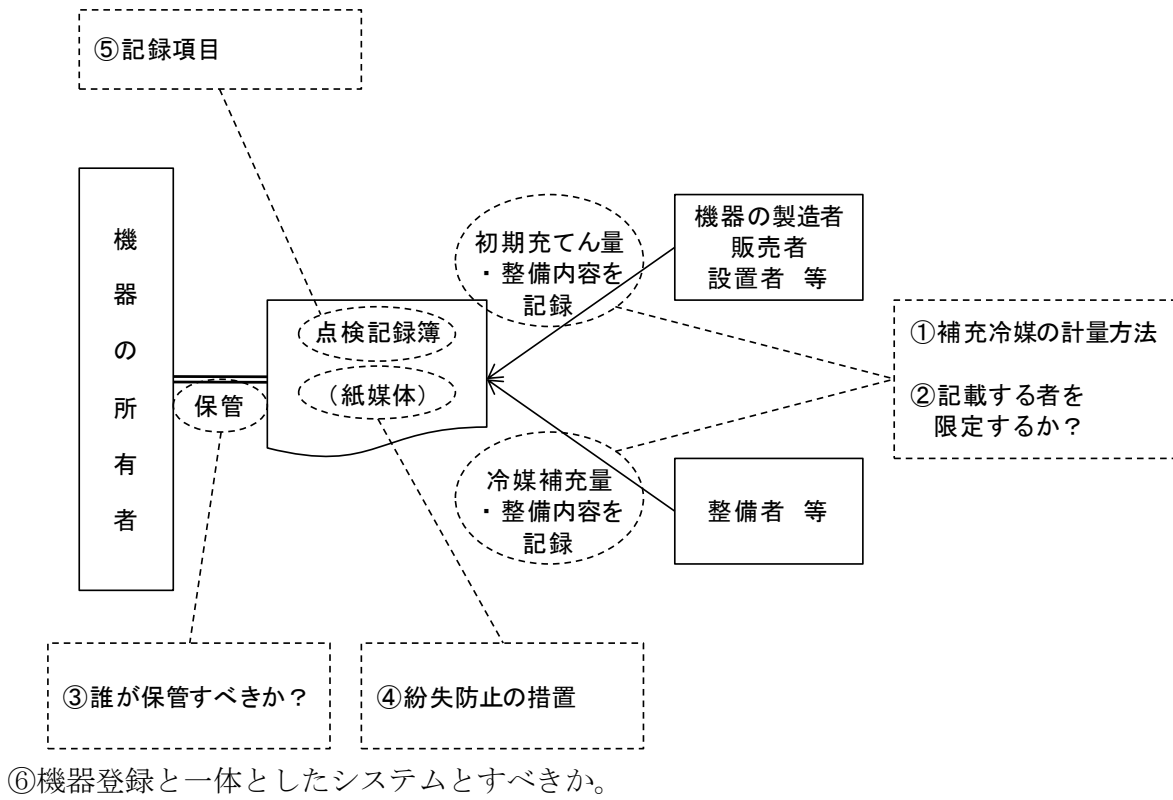 ⑤記録項目
機器の所有者
初期充てん量
・整備内容を
記録
機器の製造者
販売者
設置者 等
点検記録簿
（紙媒体）
保管
①補充冷媒の計量方法
②記載する者を
限定するか？
冷媒補充量
・整備内容を
記録
整備者 等
③誰が保管すべきか？
④紛失防止の措置
⑥機器登録と一体としたシステムとすべきか。